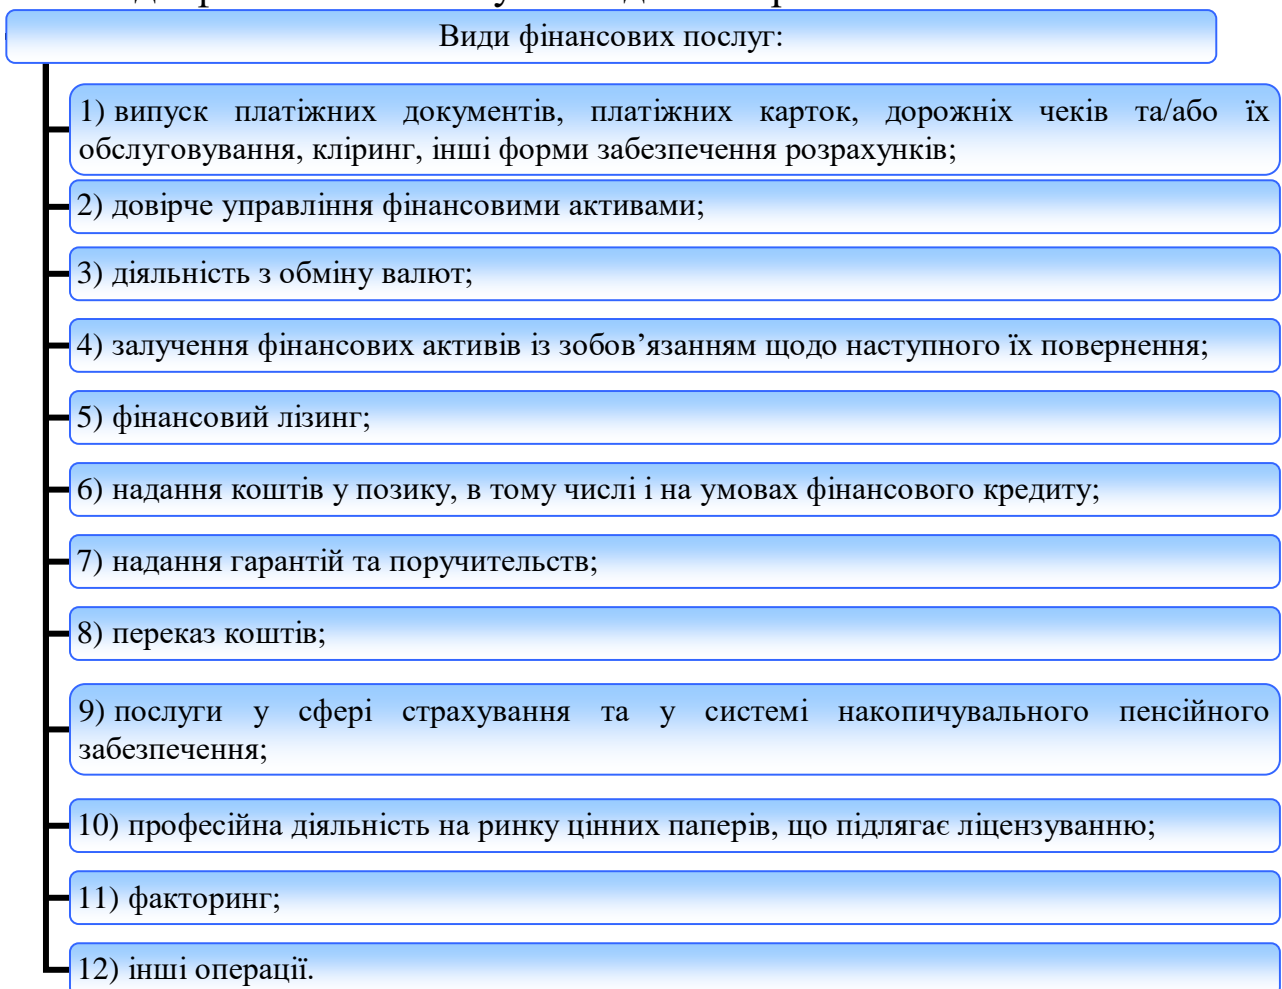 Види фінансових послуг:
1) випуск платіжних документів, платіжних карток, дорожніх чеків та/або їх
обслуговування, кліринг, інші форми забезпечення розрахунків;
2) довірче управління фінансовими активами;
3) діяльність з обміну валют;
4) залучення фінансових активів із зобов’язанням щодо наступного їх повернення;
5) фінансовий лізинг;
6) надання коштів у позику, в тому числі і на умовах фінансового кредиту;
7) надання гарантій та поручительств;
8) переказ коштів;
9) послуги у сфері страхування та у системі накопичувального пенсійного
забезпечення;
10) професійна діяльність на ринку цінних паперів, що підлягає ліцензуванню;
11) факторинг;
12) інші операції.